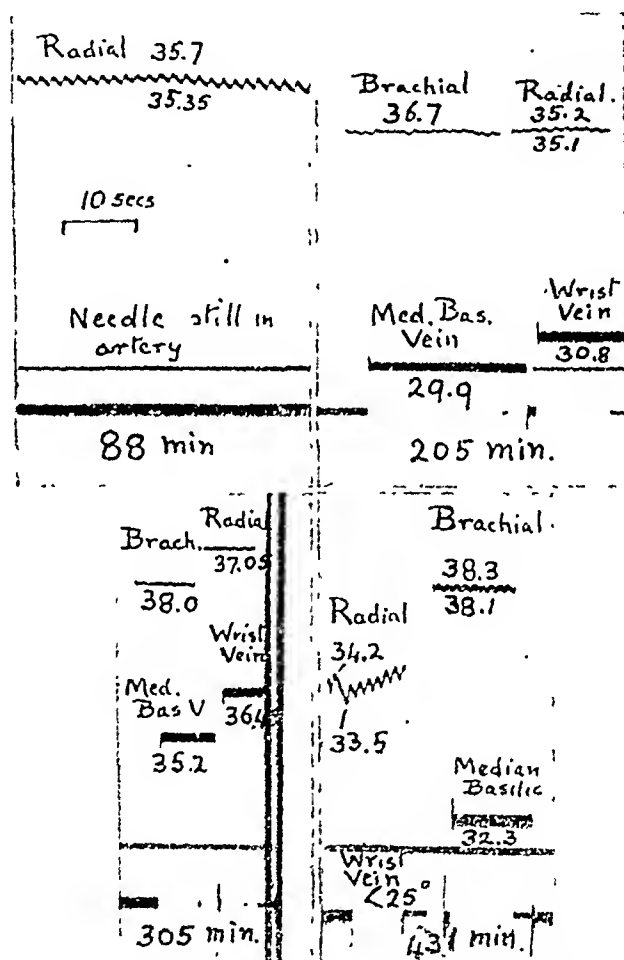 Radial 35.7
35.35
10 secs
Needle still in
artery
88 min
Brachial
36.7
Radial.
35.2
35.1
Med. Bas.
Vein
29.9
Wrist
Vein
30.8
205 min.
Brach.
38.0
Radial
37.05
Med.
Bas V
35.2
Wrist
Vein
305 min.
Radial
34.2
33.5
Brachial.
38.3
38.1
Median
Basilic
32.3
Wrist
Vein
<25°
431 min.